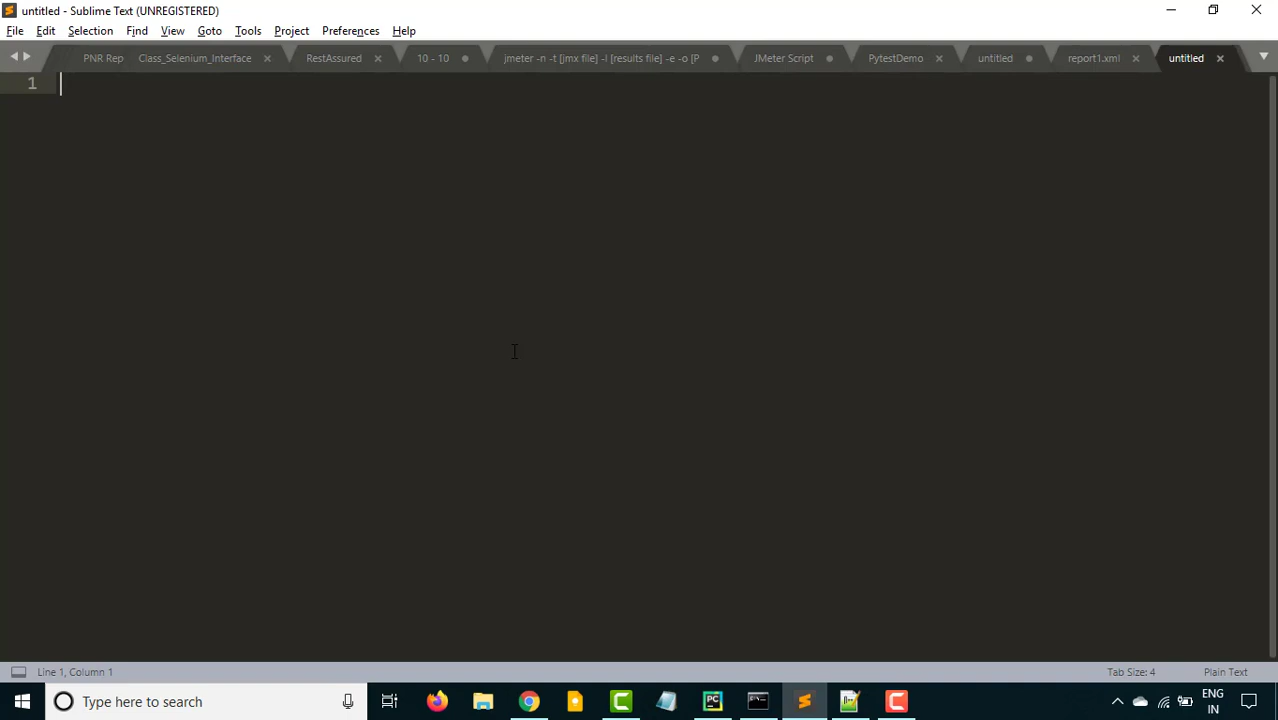 untitled - Sublime Text (UNREGISTERED)
File Edit Selection Find View Goto Tools Project Preferences Help
PNR Rep Class_Selenium_Interface RestAssured 10 - 10 jmeter -n -t [jmx file] -l [results file] -e -o [P JMeter Script PytestDemo untitled report1.xml untitled
1
Line 1, Column 1 Tab Size: 4 Plain Text
Type here to search PC ENG
IN